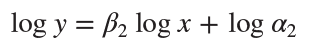 log y = β₂ log x + log α₂